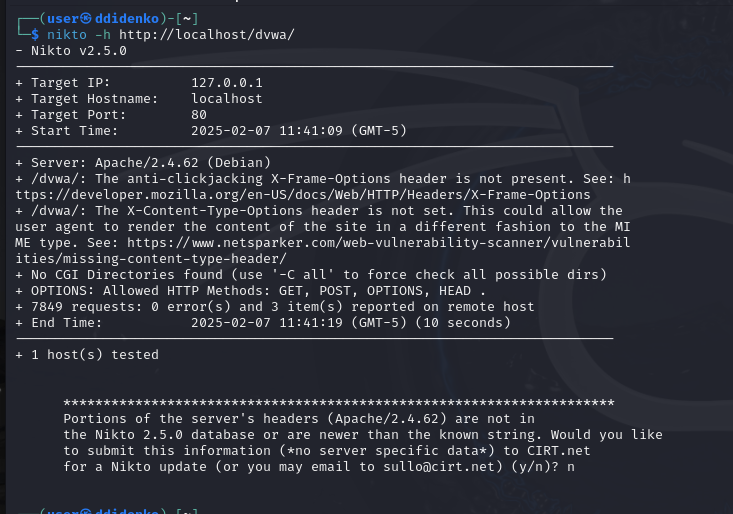 ┌──(user㉿ddidenko)-[~]
└─$ nikto -h http://localhost/dvwa/
- Nikto v2.5.0
---------------------------------------------------------------------------
+ Target IP:          127.0.0.1
+ Target Hostname:    localhost
+ Target Port:        80
+ Start Time:         2025-02-07 11:41:09 (GMT-5)
---------------------------------------------------------------------------
+ Server: Apache/2.4.62 (Debian)
+ /dvwa/: The anti-clickjacking X-Frame-Options header is not present. See: h
ttps://developer.mozilla.org/en-US/docs/Web/HTTP/Headers/X-Frame-Options
+ /dvwa/: The X-Content-Type-Options header is not set. This could allow the
user agent to render the content of the site in a different fashion to the MI
ME type. See: https://www.netsparker.com/web-vulnerability-scanner/vulnerabil
ities/missing-content-type-header/
+ No CGI Directories found (use '-C all' to force check all possible dirs)
+ OPTIONS: Allowed HTTP Methods: GET, POST, OPTIONS, HEAD .
+ 7849 requests: 0 error(s) and 3 item(s) reported on remote host
+ End Time:           2025-02-07 11:41:19 (GMT-5) (10 seconds)
---------------------------------------------------------------------------
+ 1 host(s) tested
*********************************************************************
Portions of the server's headers (Apache/2.4.62) are not in
the Nikto 2.5.0 database or are newer than the known string. Would you like
to submit this information (*no server specific data*) to CIRT.net
for a Nikto update (or you may email to sullo@cirt.net) (y/n)? n
┌──(user㉿ddidenko)-[~]